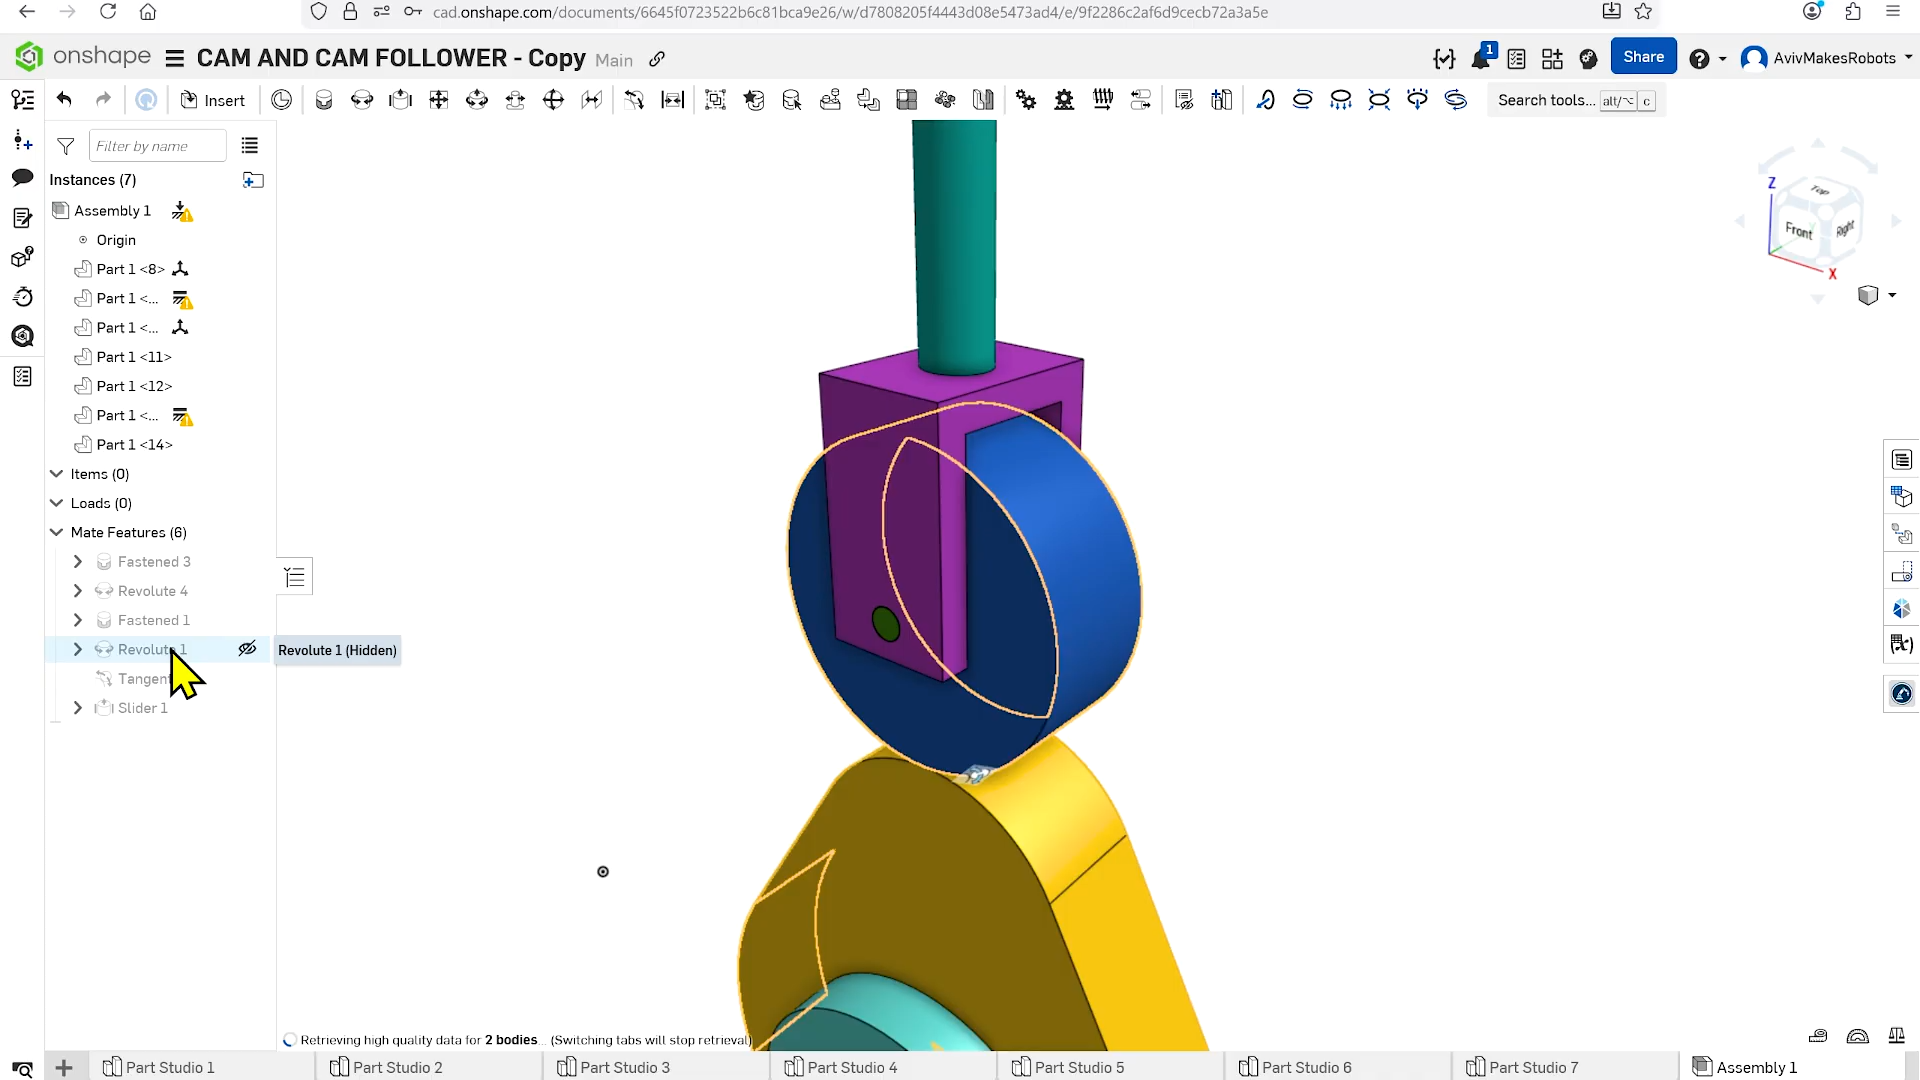 cad.onshape.com/documents/6645f0723522b6c81bca9e26/w/d7808205f4443d08e5473ad4/e/9f2286c2af6d9cecb72a3a5e
onshape
CAM AND CAM FOLLOWER - Copy
Main
1
Share
AvivMakesRobots
Insert
Search tools...
alt/⌥
c
Filter by name
Instances (7)
Assembly 1
Origin
Part 1 <8>
Part 1 <...
Part 1 <...
Part 1 <11>
Part 1 <12>
Part 1 <...
Part 1 <14>
Items (0)
Loads (0)
Mate Features (6)
Fastened 3
Revolute 4
Fastened 1
Revolute 1
Revolute 1 (Hidden)
Tangen
Slider 1
Z
Top
Front
Right
X
Retrieving high quality data for 2 bodies... (Switching tabs will stop retrieval)
Part Studio 1
Part Studio 2
Part Studio 3
Part Studio 4
Part Studio 5
Part Studio 6
Part Studio 7
Assembly 1